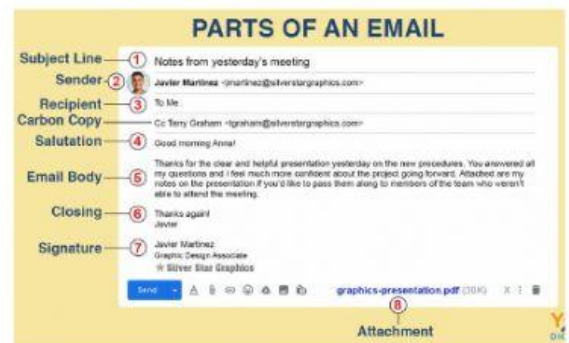 PARTS OF AN EMAIL
Subject Line 1 Notes from yesterday's meeting
Sender 2 Javier Martinez <jmartinez@silverstargraphics.com>
Recipient 3 To Me
Carbon Copy Cc Terry Graham <tgraham@silverstargraphics.com>
Salutation 4 Good morning Anna!
Thanks for the clear and helpful presentation yesterday on the new procedures. You answered all
Email Body 5 my questions and I feel much more confident about the project going forward. Attached are my
notes on the presentation if you'd like to pass them along to members of the team who weren't
able to attend the meeting.
Closing 6 Thanks again!
Javier
Signature 7 Javier Martinez
Graphic Design Associate
Silver Star Graphics
Send A graphics-presentation.pdf (30K) X
8
Attachment